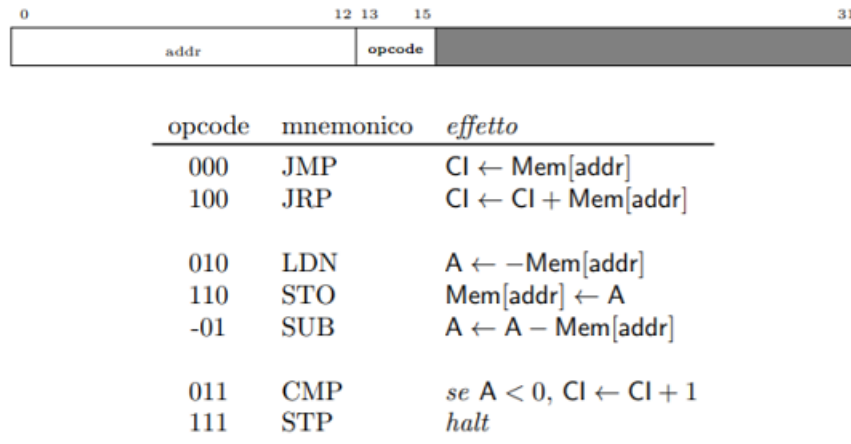 0 12 13 15 31
addr opcode
opcode mnemonico effetto
000 JMP CI ← Mem[addr]
100 JRP CI ← CI + Mem[addr]
010 LDN A ← −Mem[addr]
110 STO Mem[addr] ← A
-01 SUB A ← A − Mem[addr]
011 CMP se A < 0, CI ← CI + 1
111 STP halt